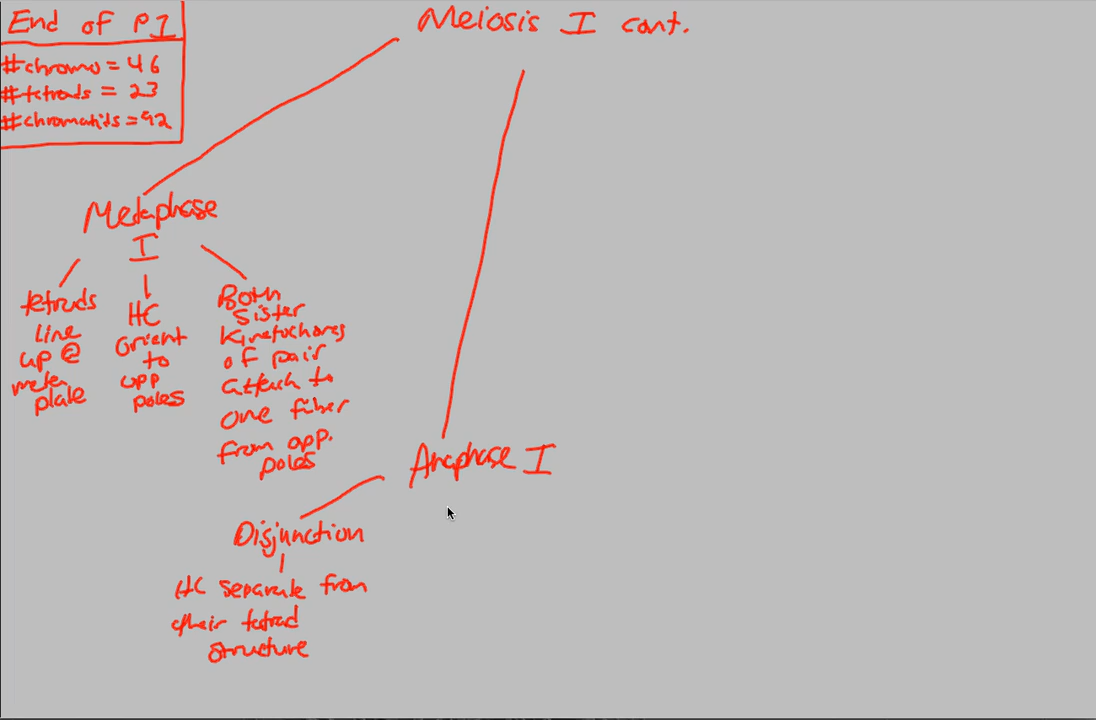 End of PI
#chromo = 46
#tetrads = 23
#chromatids = 92
Meiosis I cont.
Metaphase
I
tetrads
line
up @
meta
plate
HC
orient
to
opp
poles
Both
sister
kinetochores
of pair
attach to
one fiber
from opp.
poles
Anaphase I
Disjunction
HC separate from
their tetrad
structure